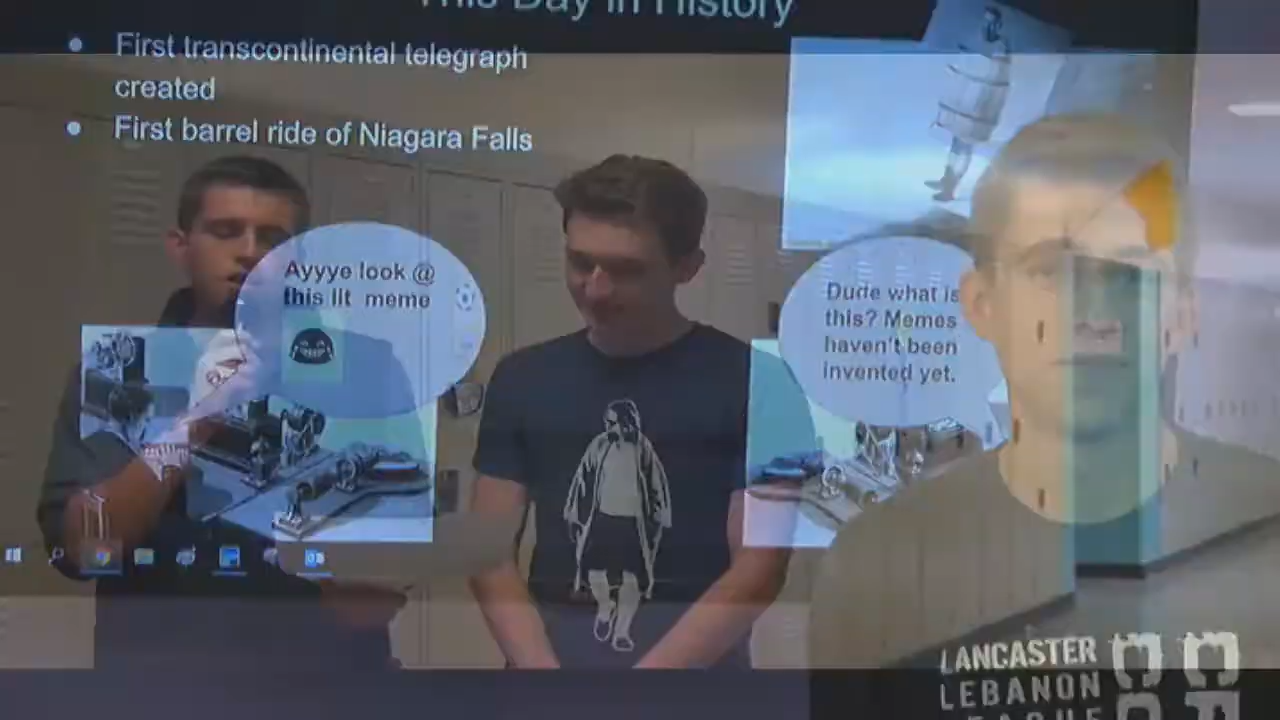 This Day in History
First transcontinental telegraph
created
First barrel ride of Niagara Falls
Ayyye look @
this lit meme
Dude what is
this? Memes
haven't been
invented yet.
LANCASTER
LEBANON
LEAGUE